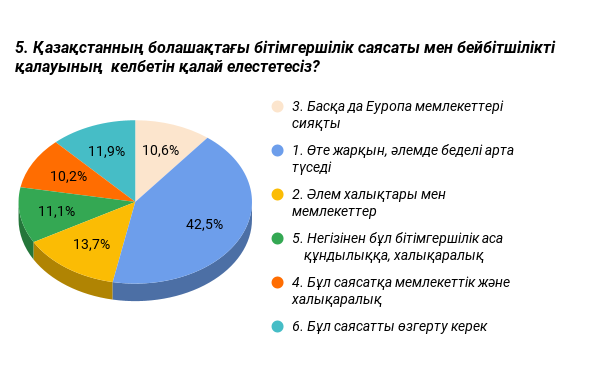 5. Қазақстанның болашақтағы бітімгершілік саясаты мен бейбітшілікті
қалауының келбетін қалай елестетесіз?
3. Басқа да Еуропа мемлекеттері
сияқты
1. Өте жарқын, әлемде беделі арта
түседі
2. Әлем халықтары мен
мемлекеттер
5. Негізінен бұл бітімгершілік аса
құндылыққа, халықаралық
4. Бұл саясатқа мемлекеттік және
халықаралық
6. Бұл саясатты өзгерту керек
10,6%
42,5%
13,7%
11,1%
10,2%
11,9%